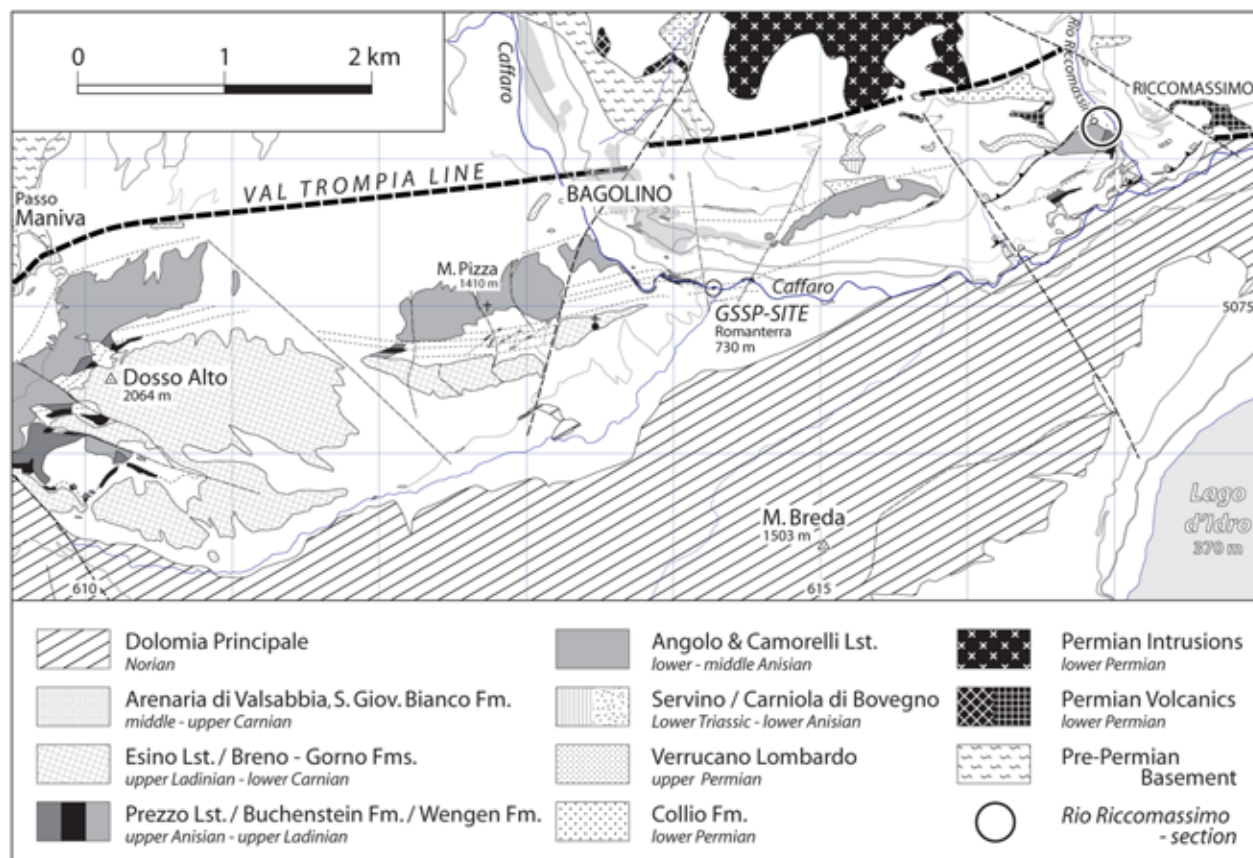 0 1 2 km
Caffaro
Rio Riccomassimo
RICCOMASSIMO
VAL TROMPIA LINE
Passo
Maniva
BAGOLINO
M. Pizza
1410 m
Caffaro
GSSP-SITE
Romanterra
730 m
5075
Dosso Alto
2064 m
Lago
d'Idro
370 m
M. Breda
1503 m
610
615
Dolomia Principale
Norian
Arenaria di Valsabbia, S. Giov. Bianco Fm.
middle - upper Carnian
Esino Lst. / Breno - Gorno Fms.
upper Ladinian - lower Carnian
Prezzo Lst. / Buchenstein Fm. / Wengen Fm.
upper Anisian - upper Ladinian
Angolo & Camorelli Lst.
lower - middle Anisian
Servino / Carniola di Bovegno
Lower Triassic - lower Anisian
Verrucano Lombardo
upper Permian
Collio Fm.
lower Permian
Permian Intrusions
lower Permian
Permian Volcanics
lower Permian
Pre-Permian
Basement
Rio Riccomassimo
- section